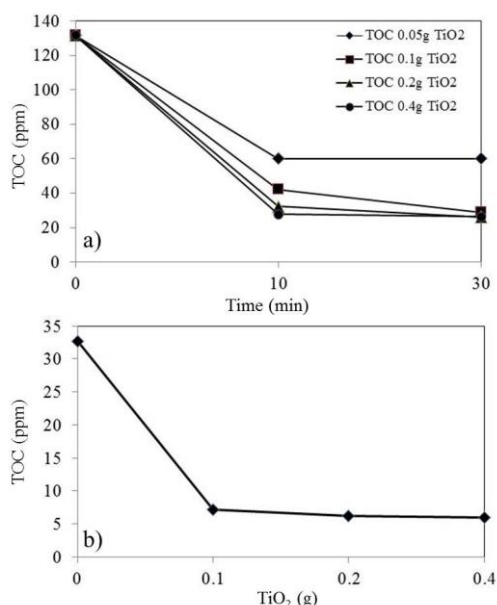 140
120
100
80
60
40
20
0
TOC (ppm)
TOC 0.05g TiO2
TOC 0.1g TiO2
TOC 0.2g TiO2
TOC 0.4g TiO2
a)
0 10 30
Time (min)
35
30
25
20
15
10
5
0
TOC (ppm)
b)
0 0.1 0.2 0.4
TiO₂ (g)